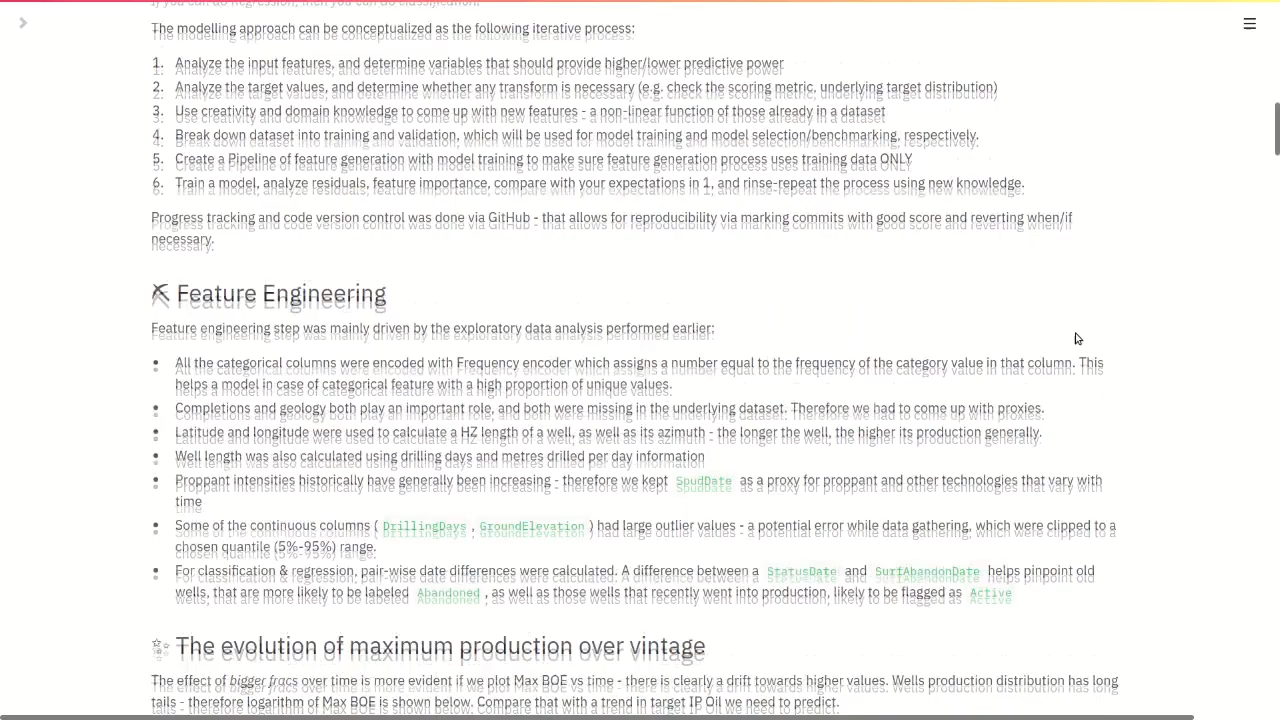 If you can do Regression, then you can do classification.
The modelling approach can be conceptualized as the following iterative process:
1. Analyze the input features, and determine variables that should provide higher/lower predictive power
2. Analyze the target values, and determine whether any transform is necessary (e.g. check the scoring metric, underlying target distribution)
3. Use creativity and domain knowledge to come up with new features - a non-linear function of those already in a dataset
4. Break down dataset into training and validation, which will be used for model training and model selection/benchmarking, respectively.
5. Create a Pipeline of feature generation with model training to make sure feature generation process uses training data ONLY
6. Train a model, analyze residuals, feature importance, compare with your expectations in 1, and rinse-repeat the process using new knowledge.
Progress tracking and code version control was done via GitHub - that allows for reproducibility via marking commits with good score and reverting when/if
necessary.
Feature Engineering
Feature engineering step was mainly driven by the exploratory data analysis performed earlier:
• All the categorical columns were encoded with Frequency encoder which assigns a number equal to the frequency of the category value in that column. This
helps a model in case of categorical feature with a high proportion of unique values.
• Completions and geology both play an important role, and both were missing in the underlying dataset. Therefore we had to come up with proxies.
• Latitude and longitude were used to calculate a HZ length of a well, as well as its azimuth - the longer the well, the higher its production generally.
• Well length was also calculated using drilling days and metres drilled per day information
• Proppant intensities historically have generally been increasing - therefore we kept SpudDate as a proxy for proppant and other technologies that vary with
time
• Some of the continuous columns ( DrillingDays , GroundElevation ) had large outlier values - a potential error while data gathering, which were clipped to a
chosen quantile (5%-95%) range.
• For classification & regression, pair-wise date differences were calculated. A difference between a StatusDate and SurfAbandonDate helps pinpoint old
wells, that are more likely to be labeled Abandoned , as well as those wells that recently went into production, likely to be flagged as Active
The evolution of maximum production over vintage
The effect of bigger fracs over time is more evident if we plot Max BOE vs time - there is clearly a drift towards higher values. Wells production distribution has long
tails - therefore logarithm of Max BOE is shown below. Compare that with a trend in target IP Oil we need to predict.